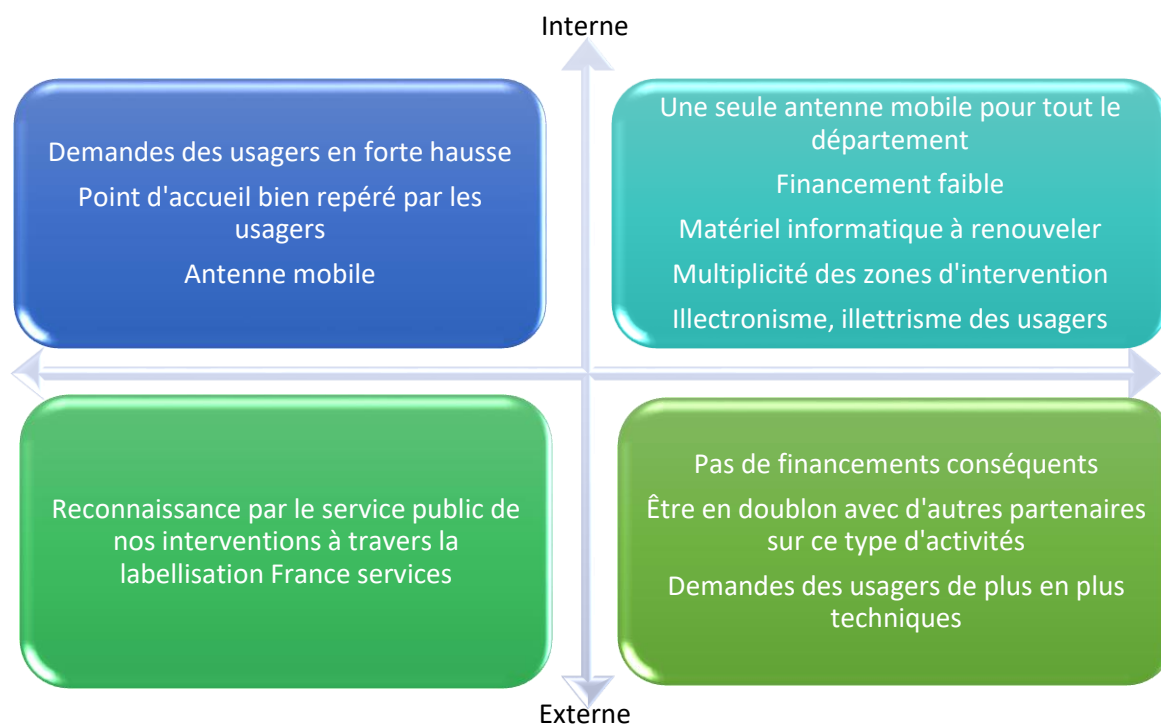 Interne
Demandes des usagers en forte hausse
Point d'accueil bien repéré par les
usagers
Antenne mobile
Une seule antenne mobile pour tout le
département
Financement faible
Matériel informatique à renouveler
Multiplicité des zones d'intervention
Illectronisme, illettrisme des usagers
Reconnaissance par le service public de
nos interventions à travers la
labellisation France services
Pas de financements conséquents
Être en doublon avec d'autres partenaires
sur ce type d'activités
Demandes des usagers de plus en plus
techniques
Externe